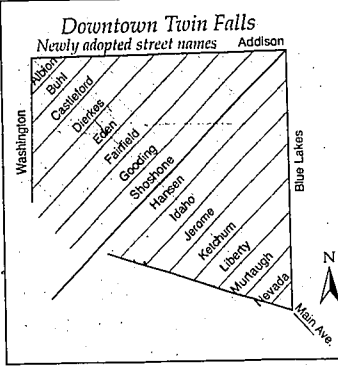 Downtown Twin Falls
Newly adopted street names
Addison
Albion
Buhl
Castleford
Dierkes
Eden
Fairfield
Gooding
Shoshone
Hansen
Idaho
Jerome
Ketchum
Liberty
Murtaugh
Nevada
Washington
Blue Lakes
N
Main Ave.